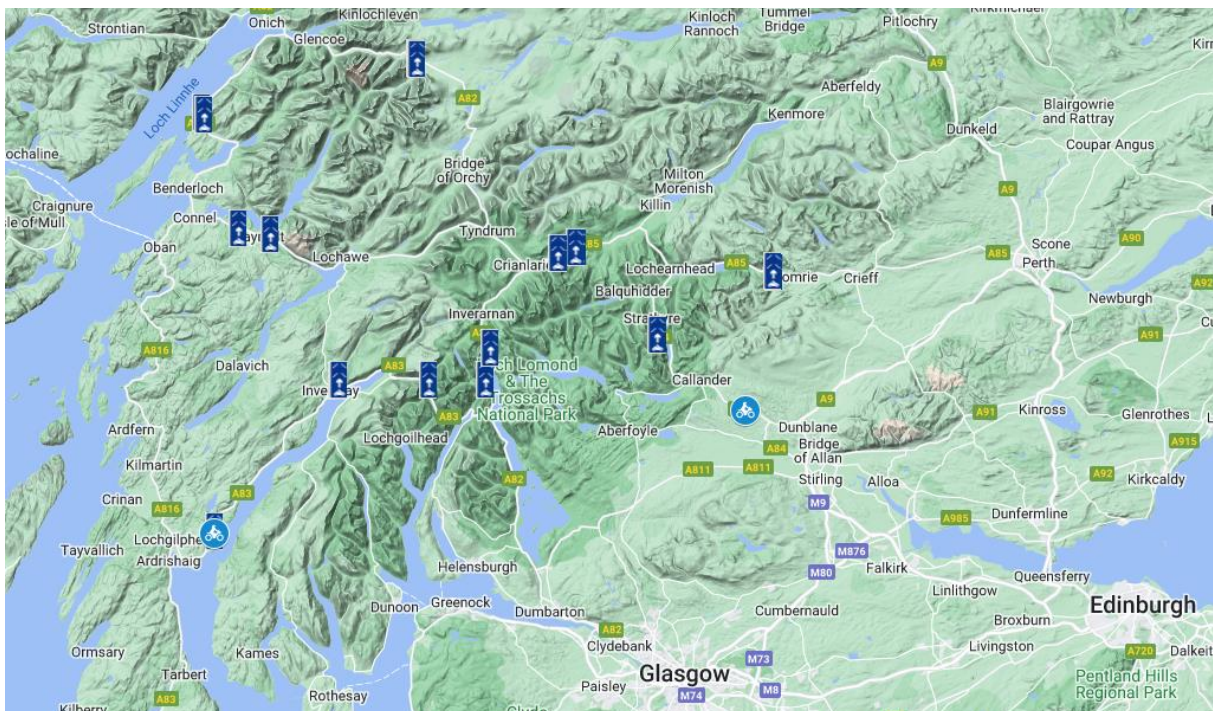 Strontian
Onich
Kinlochleven
Glencoe
Kinloch
Rannoch
Tummel
Bridge
Pitlochry
Kirkmichael
A9
A82
Loch Linnhe
Aberfeldy
Blairgowrie
and Rattray
Kenmore
Dunkeld
Coupar Angus
Bridge
of Orchy
Milton
Morenish
Benderloch
Craignure
Connel
Killin
A9
Oban
Tyndrum
Scone
A90
A85
Perth
Lochawe
Lochearnhead
A85
Crieff
Balquhidder
Newburgh
Inverarnan
A91
A816
Dalavich
A83
Callander
A9
A91
Kinross
Glenrothes
National Park
A83
Ardfern
Lochgoilhead
Aberfoyle
Dunblane
A84
Bridge
of Allan
A915
Kilmartin
A811
A811
Stirling
Alloa
A92
Kirkcaldy
A82
Crinan
A83
A816
M9
A985
Dunfermline
Tayvallich
Ardrishaig
M876
Helensburgh
M80
Falkirk
Queensferry
Linlithgow
Dunoon
Greenock
Dumbarton
Cumbernauld
Edinburgh
Broxburn
A82
Clydebank
Livingston
Ormsary
Kames
M73
A720
Tarbert
Glasgow
Pentland Hills
Regional Park
Paisley
M74
M8
Rothesay
A83